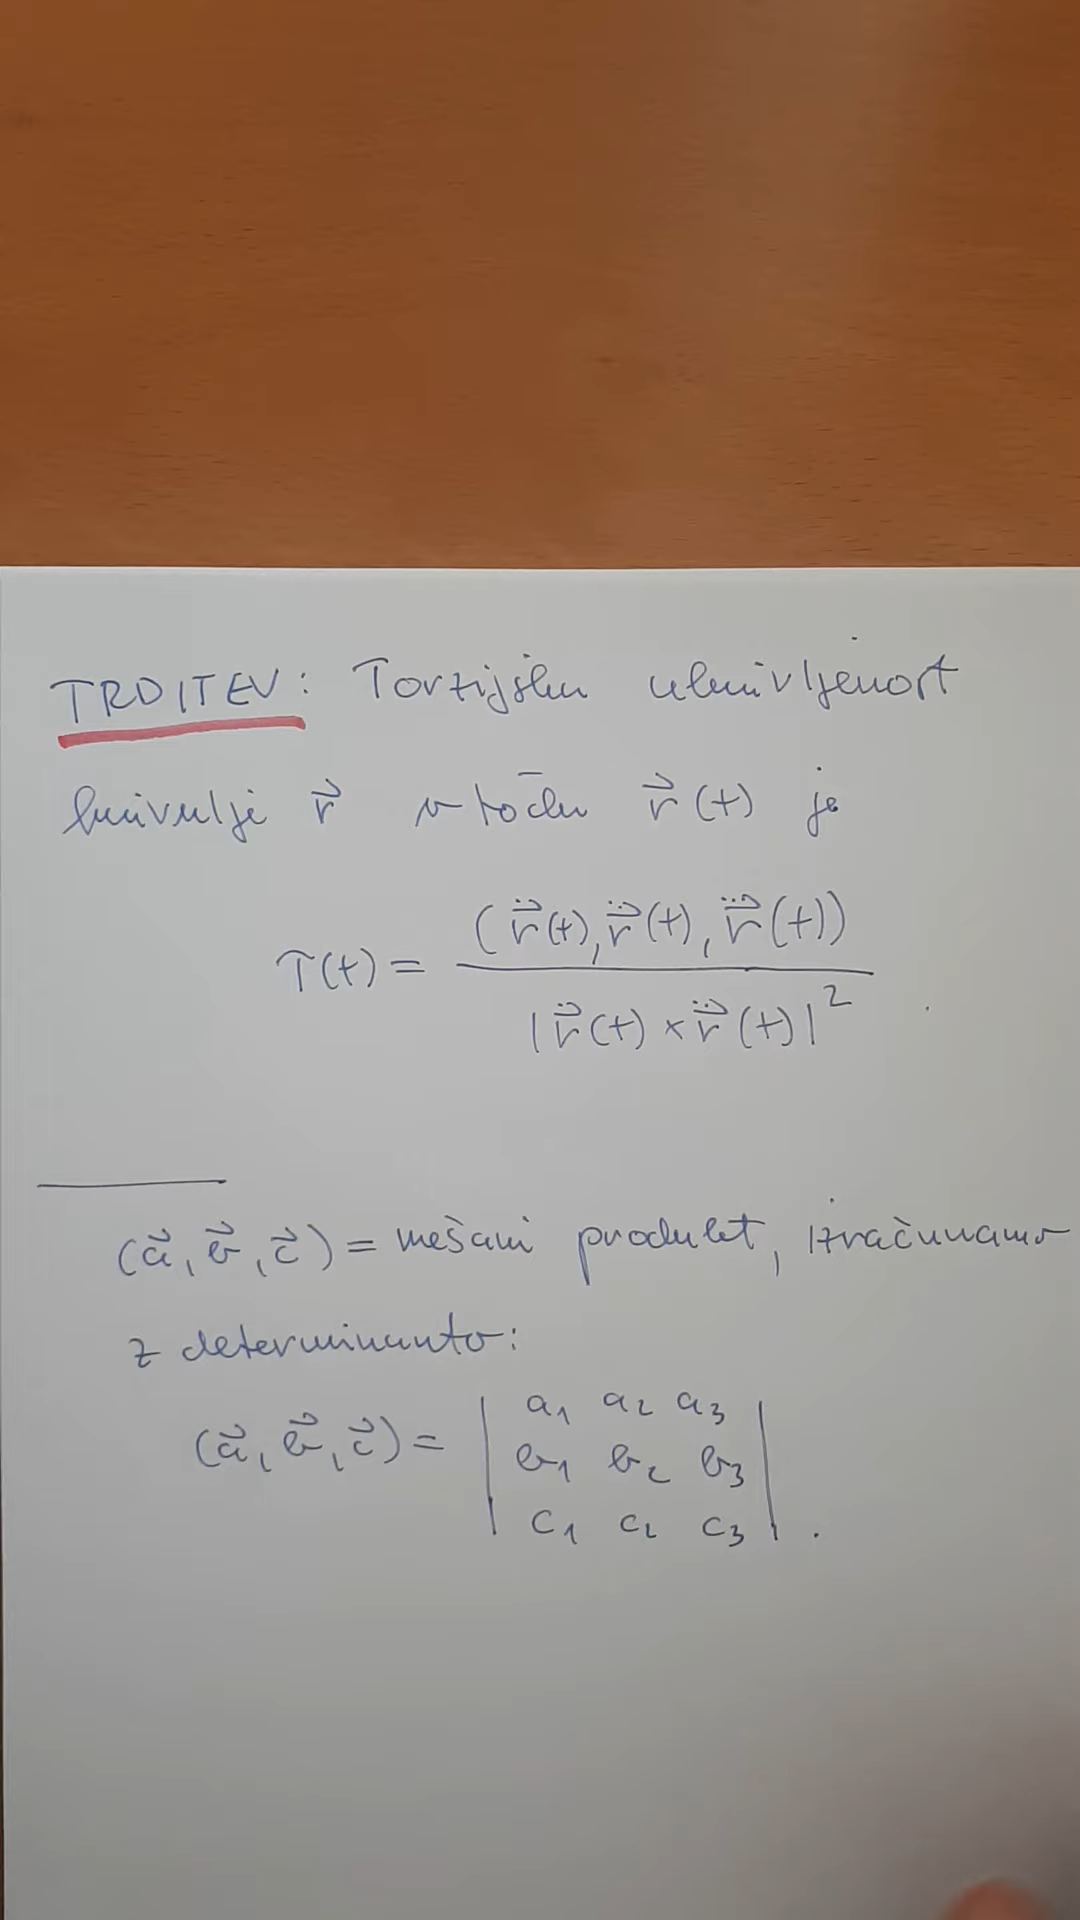 TRDITEV: Torzijska ukrivljenost
krivulje r⃗ v točki r⃗(t) je
τ(t) = (r⃗̇(t), r⃗̈(t), r⃗⃛(t)) / |r⃗̇(t) × r⃗̈(t)|² .
(a⃗, b⃗, c⃗) = mešani produkt, izračunamo
z determinanto:
(a⃗, b⃗, c⃗) = | a₁ a₂ a₃ |
| b₁ b₂ b₃ |
| c₁ c₂ c₃ | .